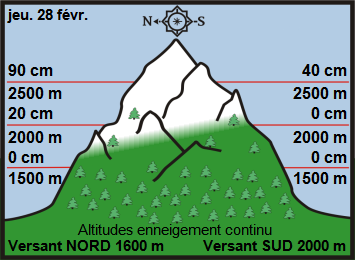 jeu. 28 févr.
N S
90 cm 40 cm
2500 m 2500 m
20 cm 0 cm
2000 m 2000 m
0 cm 0 cm
1500 m 1500 m
Altitudes enneigement continu
Versant NORD 1600 m Versant SUD 2000 m